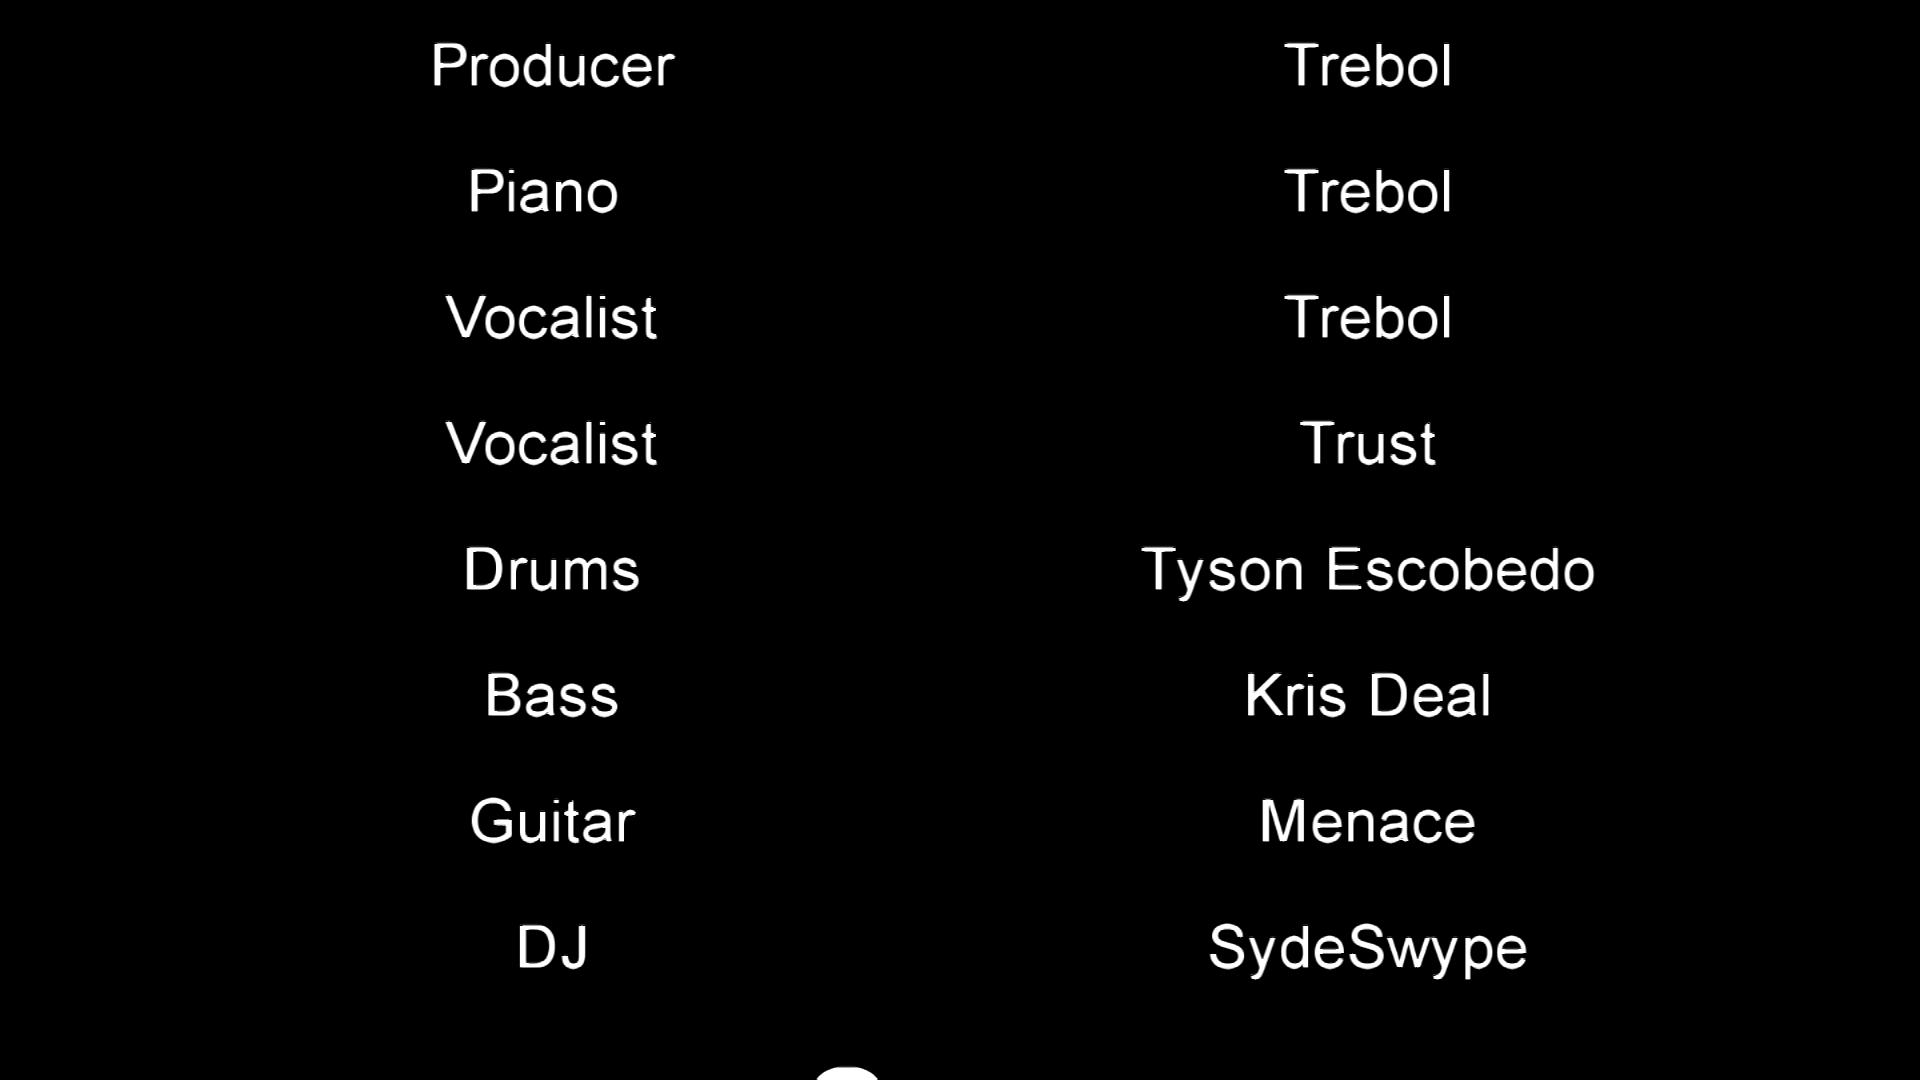 Producer Trebol
Piano Trebol
Vocalist Trebol
Vocalist Trust
Drums Tyson Escobedo
Bass Kris Deal
Guitar Menace
DJ SydeSwype